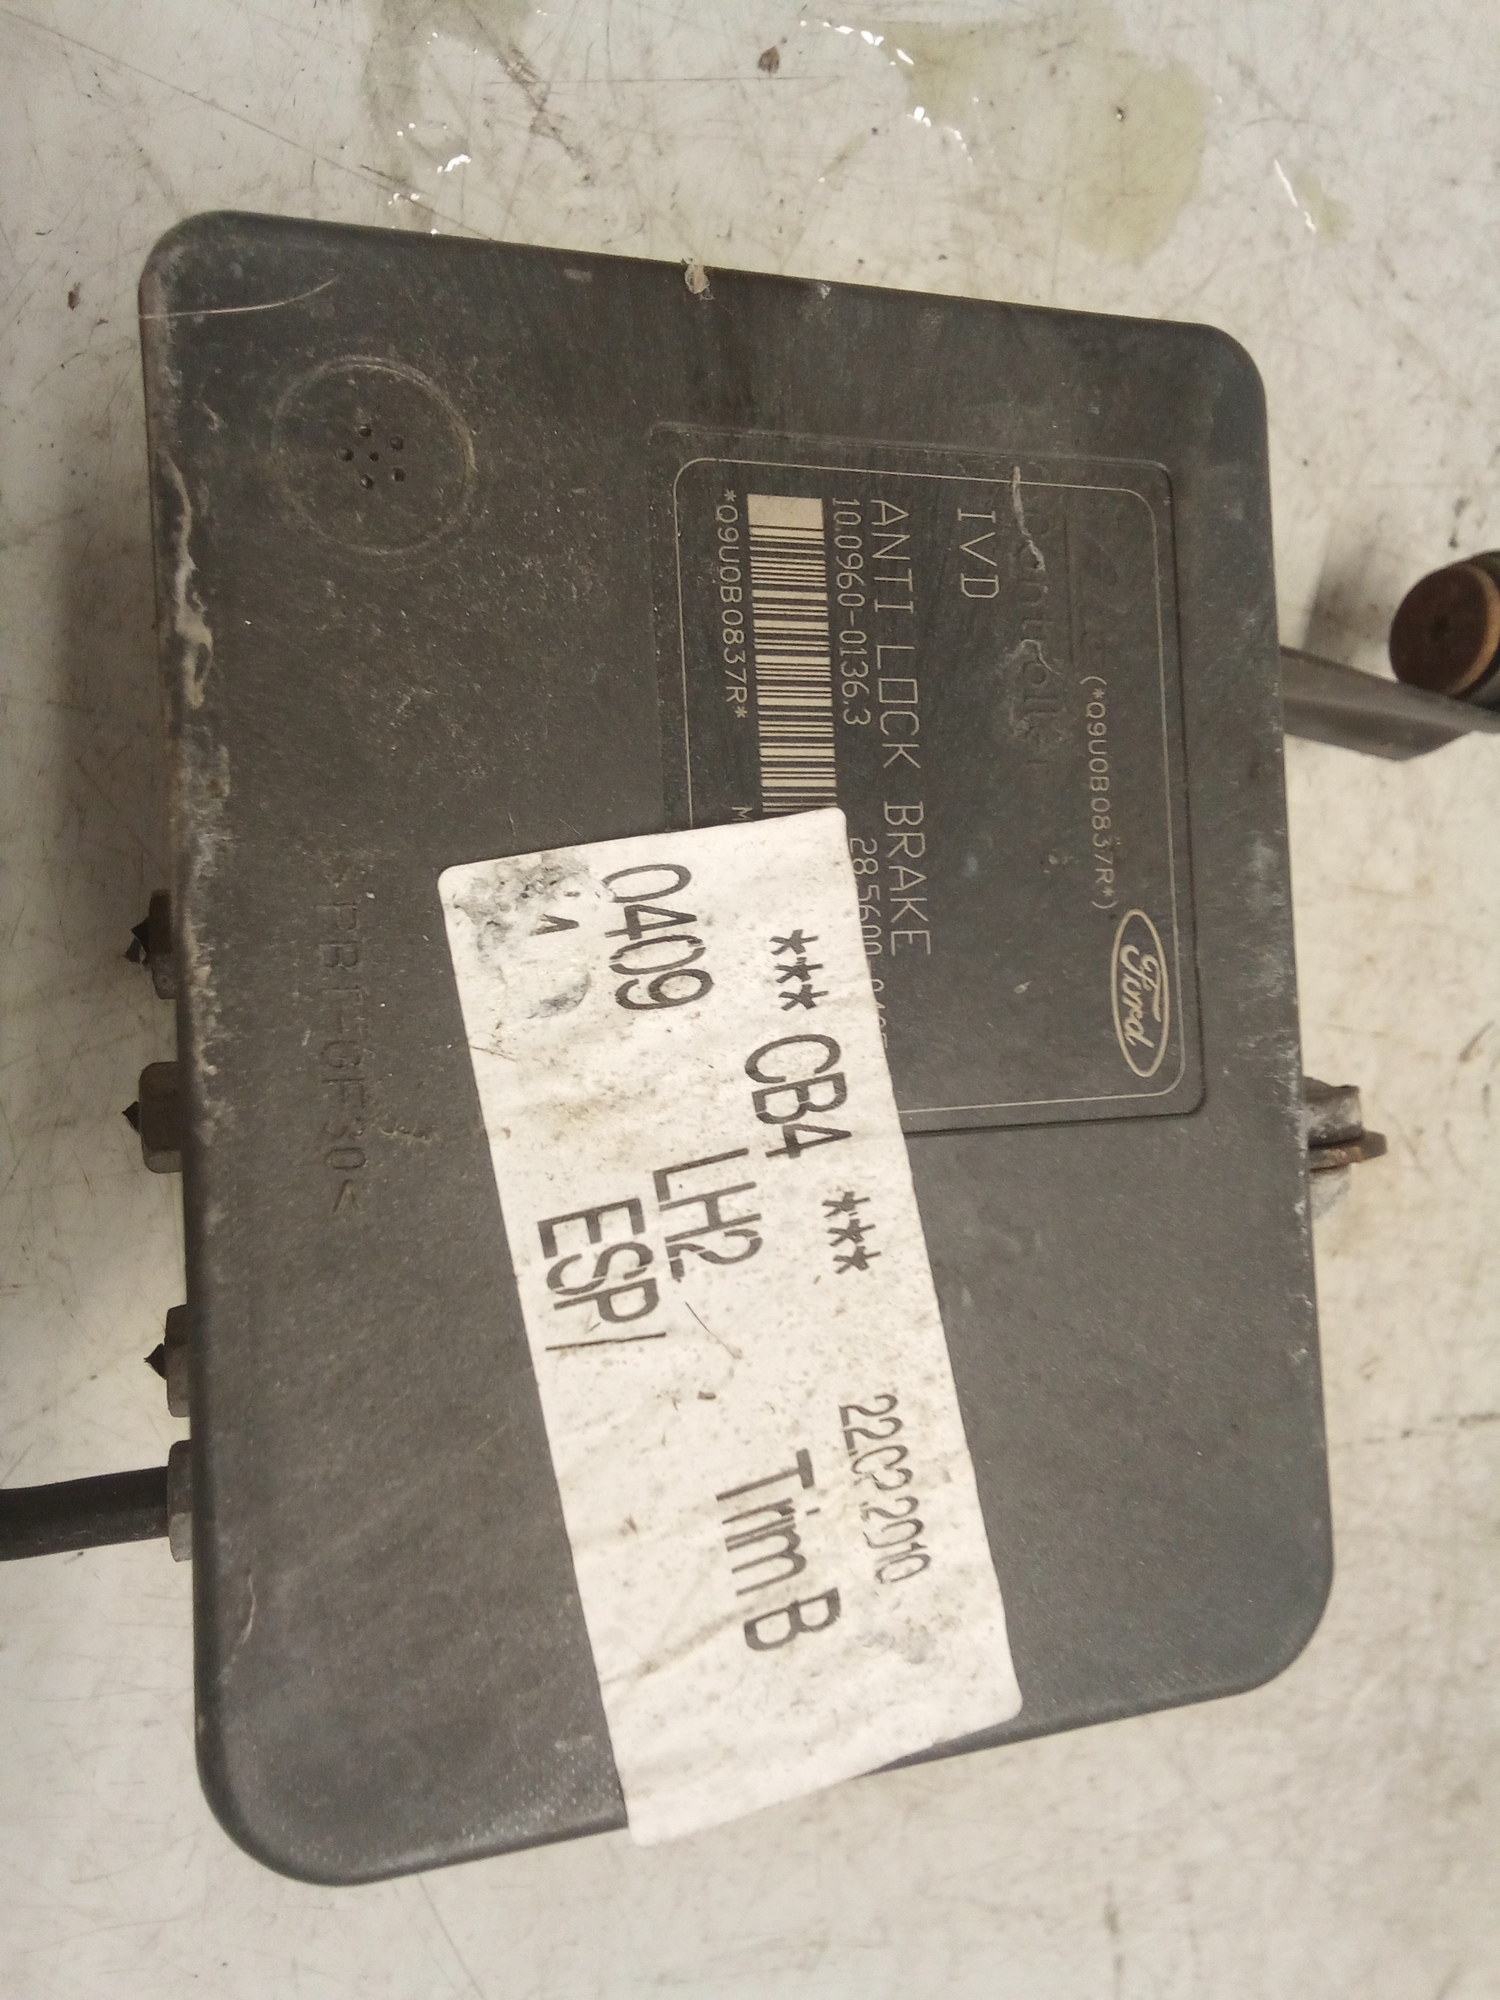 (*Q9U0B0837R*)
Ford
IVD
ANTI LOCK BRAKE
10.0960-0136.3
*Q9U0B0837R*
*** CB4 ***
22.02.2010
0409
LH2
Trim B
ESP/